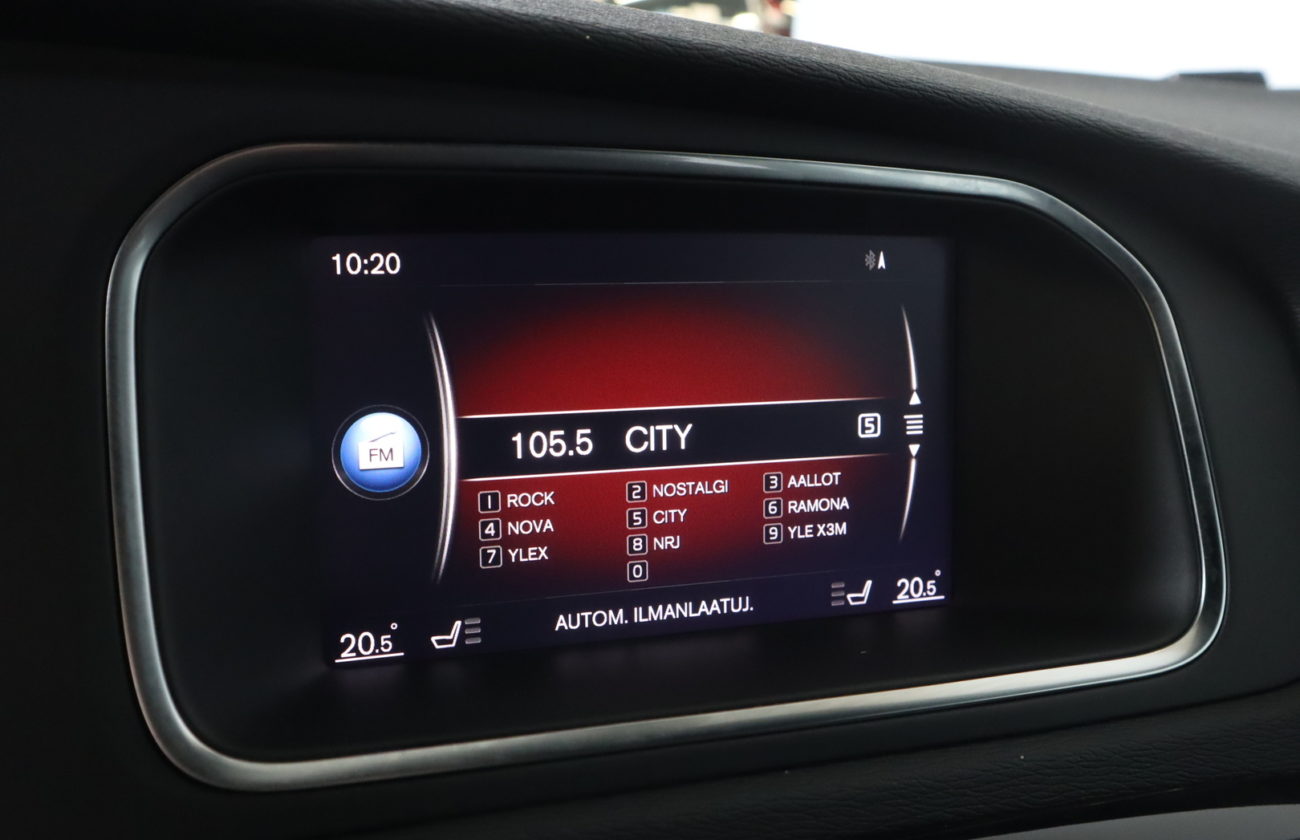 10:20
FM
105.5 CITY 5
1 ROCK 2 NOSTALGI 3 AALLOT
4 NOVA 5 CITY 6 RAMONA
7 YLEX 8 NRJ 9 YLE X3M
0
20.5° AUTOM. ILMANLAATUJ. 20.5°